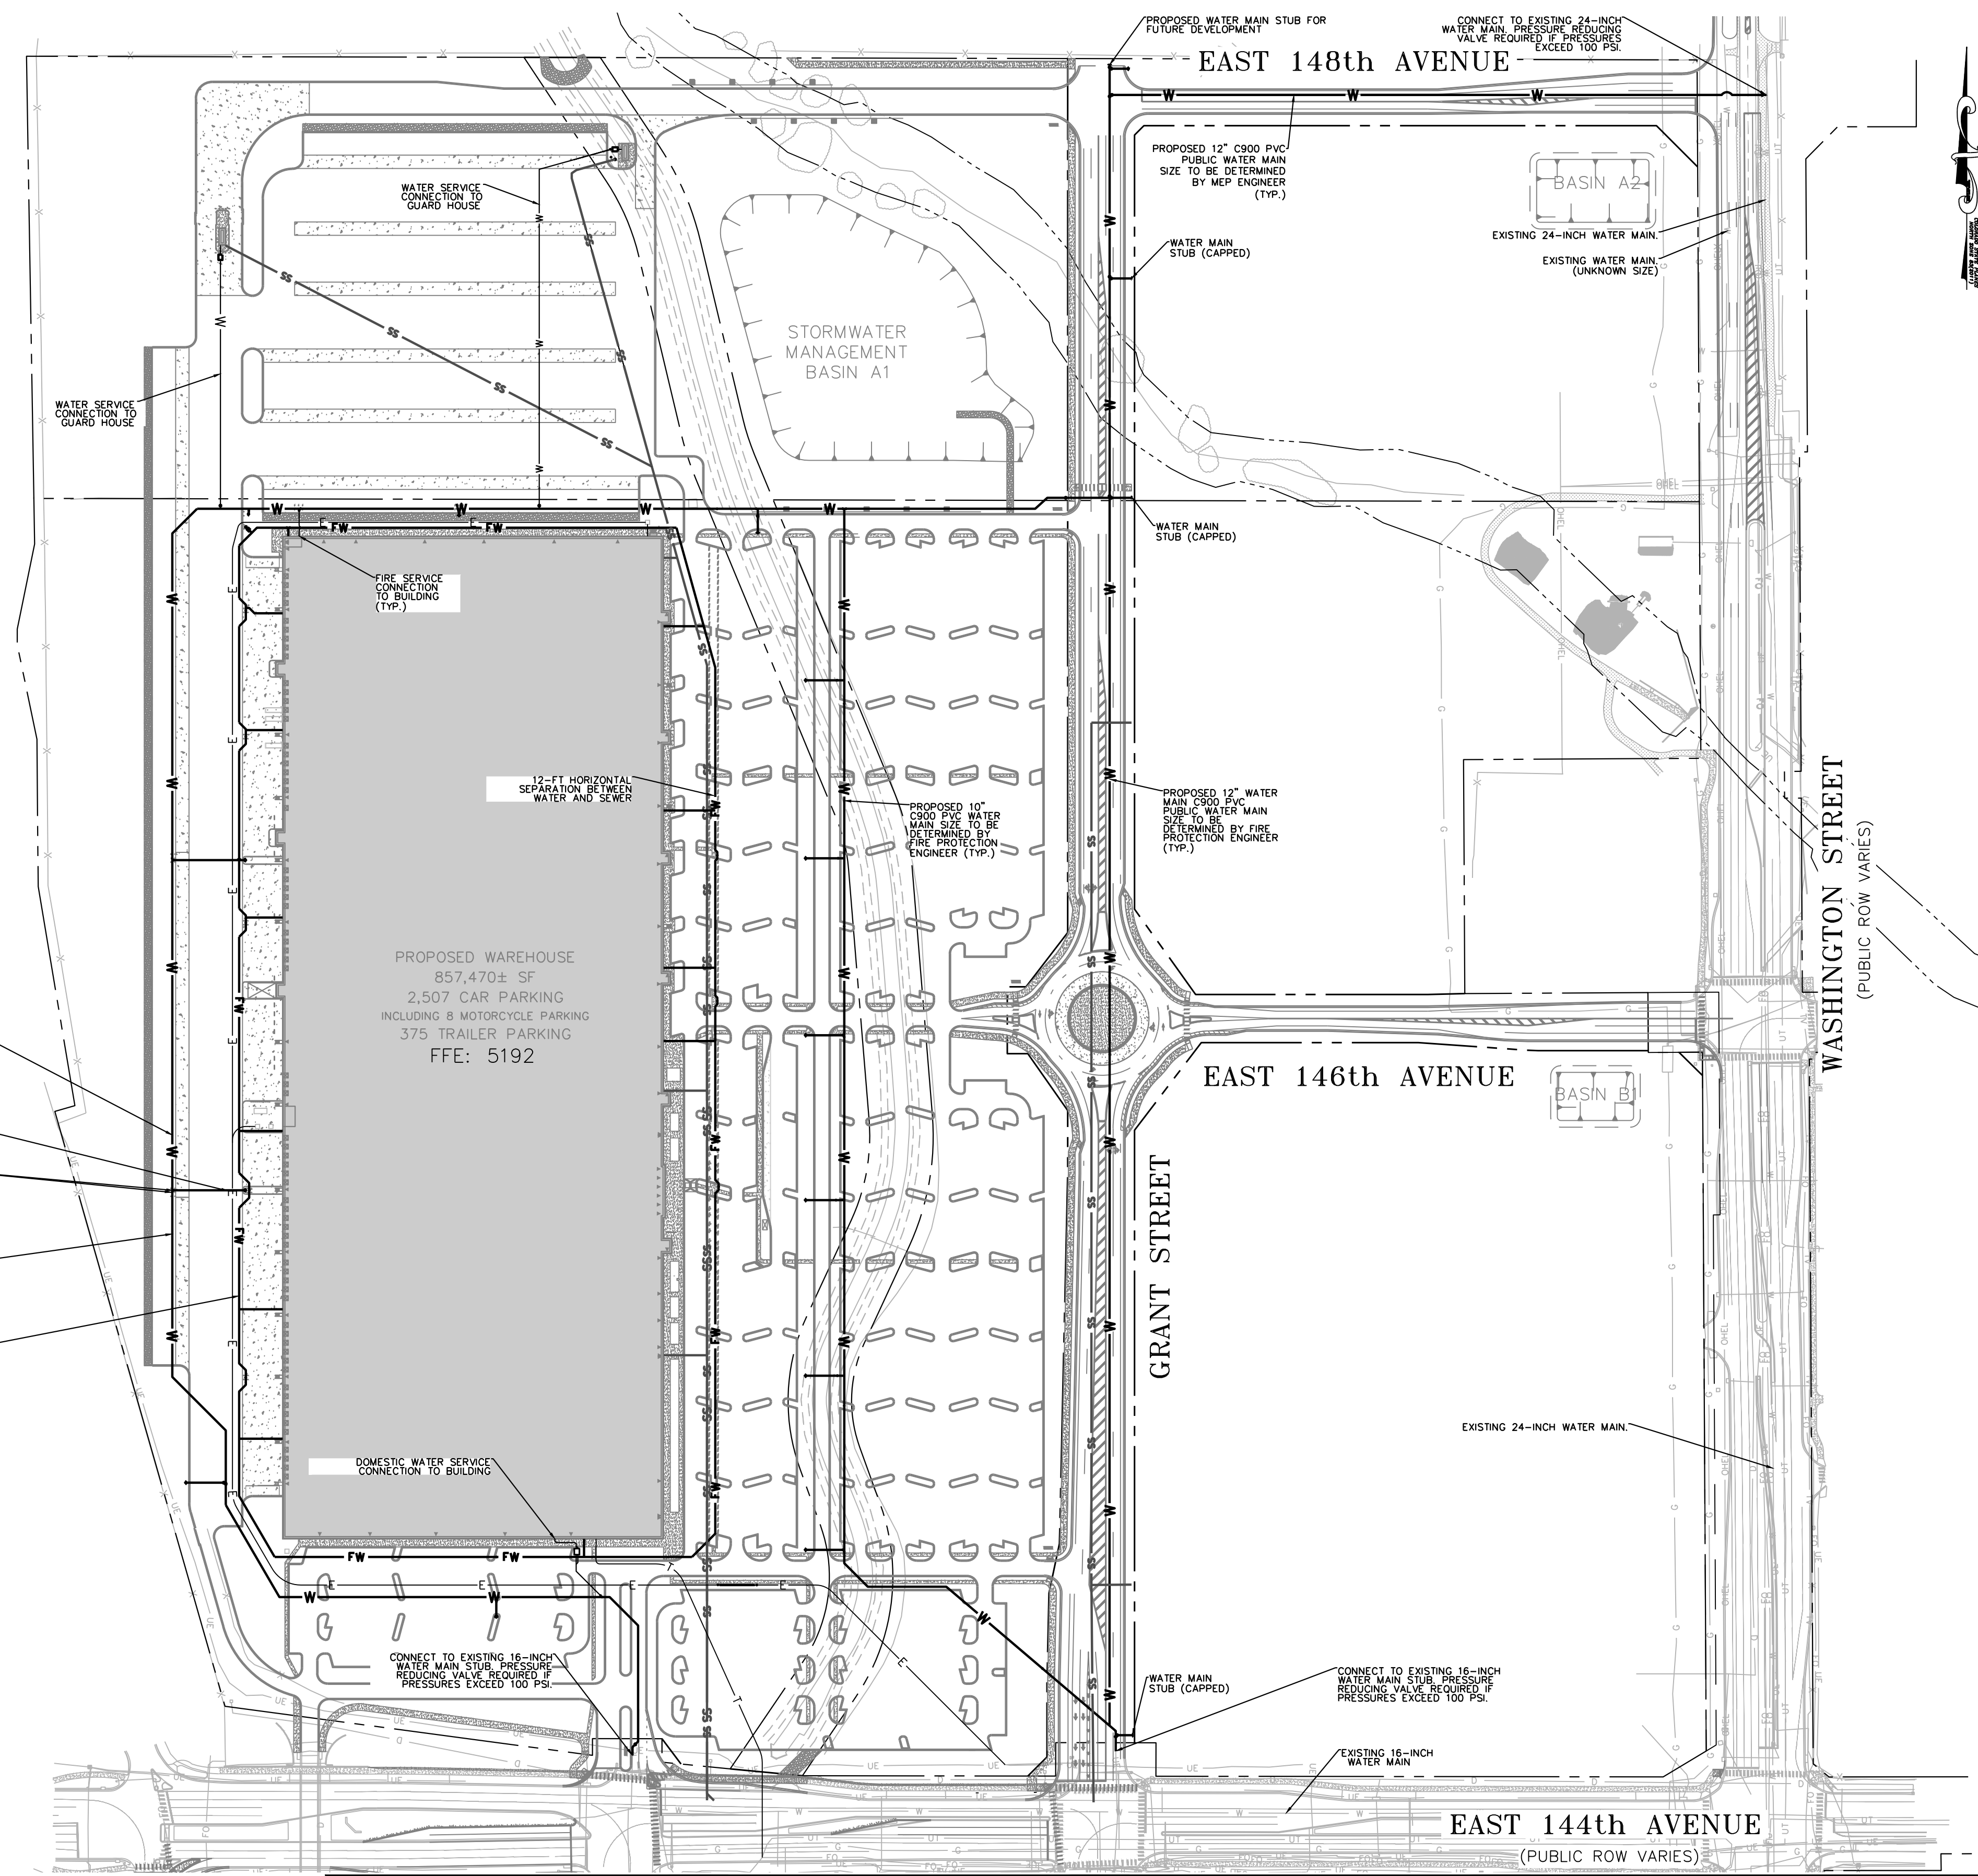 PROPOSED WATER MAIN STUB FOR
FUTURE DEVELOPMENT
CONNECT TO EXISTING 24-INCH
WATER MAIN. PRESSURE REDUCING
VALVE REQUIRED IF PRESSURES
EXCEED 100 PSI.
EAST 148th AVENUE
PROPOSED 12" C900 PVC
PUBLIC WATER MAIN
SIZE TO BE DETERMINED
BY MEP ENGINEER
(TYP.)
WATER SERVICE
CONNECTION TO
GUARD HOUSE
BASIN A2
EXISTING 24-INCH WATER MAIN.
EXISTING WATER MAIN.
(UNKNOWN SIZE)
WATER MAIN
STUB (CAPPED)
STORMWATER
MANAGEMENT
BASIN A1
WATER SERVICE
CONNECTION TO
GUARD HOUSE
WATER MAIN
STUB (CAPPED)
FIRE SERVICE
CONNECTION
TO BUILDING
(TYP.)
12-FT HORIZONTAL
SEPARATION BETWEEN
WATER AND SEWER
PROPOSED 10"
C900 PVC WATER
MAIN SIZE TO BE
DETERMINED BY
FIRE PROTECTION
ENGINEER (TYP.)
PROPOSED 12" WATER
MAIN C900 PVC
PUBLIC WATER MAIN
SIZE TO BE
DETERMINED BY FIRE
PROTECTION ENGINEER
(TYP.)
WASHINGTON STREET
(PUBLIC ROW VARIES)
PROPOSED WAREHOUSE
857,470± SF
2,507 CAR PARKING
INCLUDING 8 MOTORCYCLE PARKING
375 TRAILER PARKING
FFE: 5192
EAST 146th AVENUE
BASIN B1
GRANT STREET
EXISTING 24-INCH WATER MAIN.
DOMESTIC WATER SERVICE
CONNECTION TO BUILDING
CONNECT TO EXISTING 16-INCH
WATER MAIN STUB. PRESSURE
REDUCING VALVE REQUIRED IF
PRESSURES EXCEED 100 PSI.
WATER MAIN
STUB (CAPPED)
CONNECT TO EXISTING 16-INCH
WATER MAIN STUB. PRESSURE
REDUCING VALVE REQUIRED IF
PRESSURES EXCEED 100 PSI.
EXISTING 16-INCH
WATER MAIN
EAST 144th AVENUE
(PUBLIC ROW VARIES)